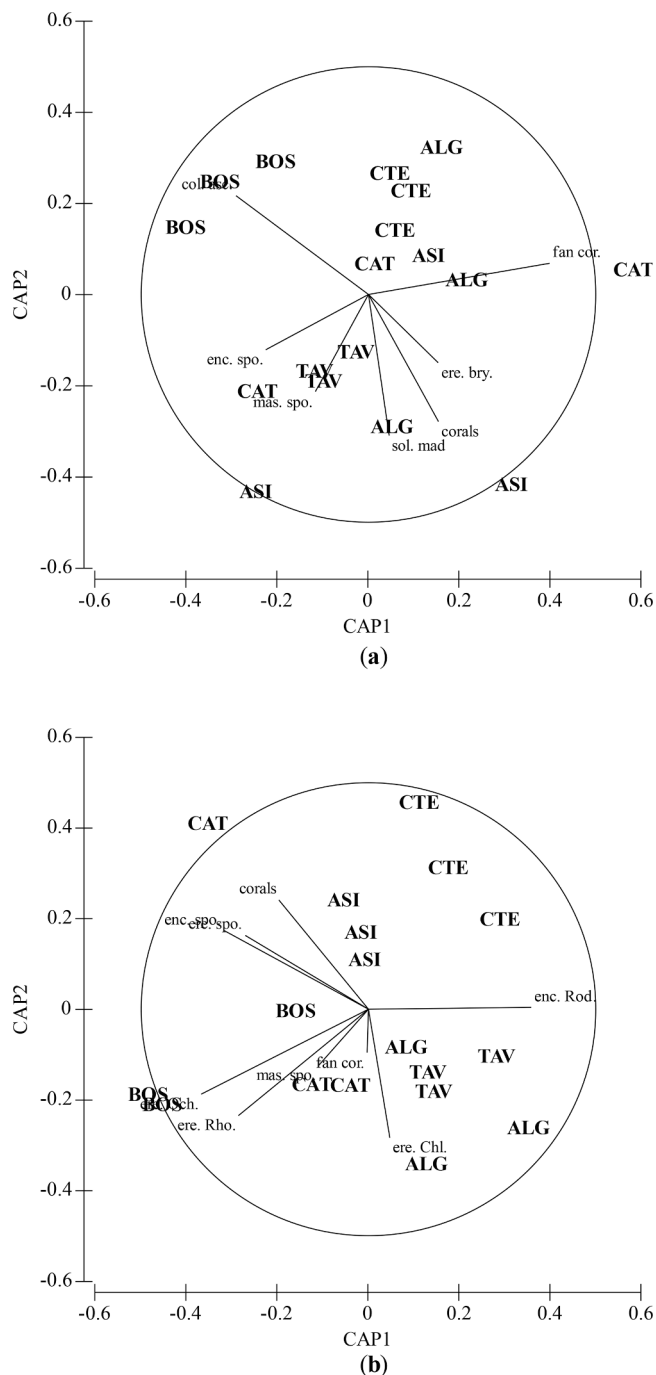 0.6
0.4
ALG
BOS
CTE
col. asc.
BOS
CTE
0.2
BOS
CTE
ASI
fan cor.
CAT
ALG
CAT
CAP2
0
TAV
enc. spo.
TAV
ere. bry.
TAV
-0.2
CAT
mas. spo.
ALG
corals
sol. mad
-0.4
ASI
ASI
-0.6
-0.6 -0.4 -0.2 0 0.2 0.4 0.6
CAP1
(a)
0.6
CTE
0.4
CAT
CTE
corals
ASI
0.2
enc. spo.
ere. spo.
CTE
ASI
ASI
CAP2
0
BOS
enc. Rod.
ALG
fan cor.
TAV
mas. spo.
TAV
CAT CAT
TAV
BOS
-0.2
BOS
ch.
ere. Rho.
ALG
ere. Chl.
ALG
-0.4
-0.6
-0.6 -0.4 -0.2 0 0.2 0.4 0.6
CAP1
(b)